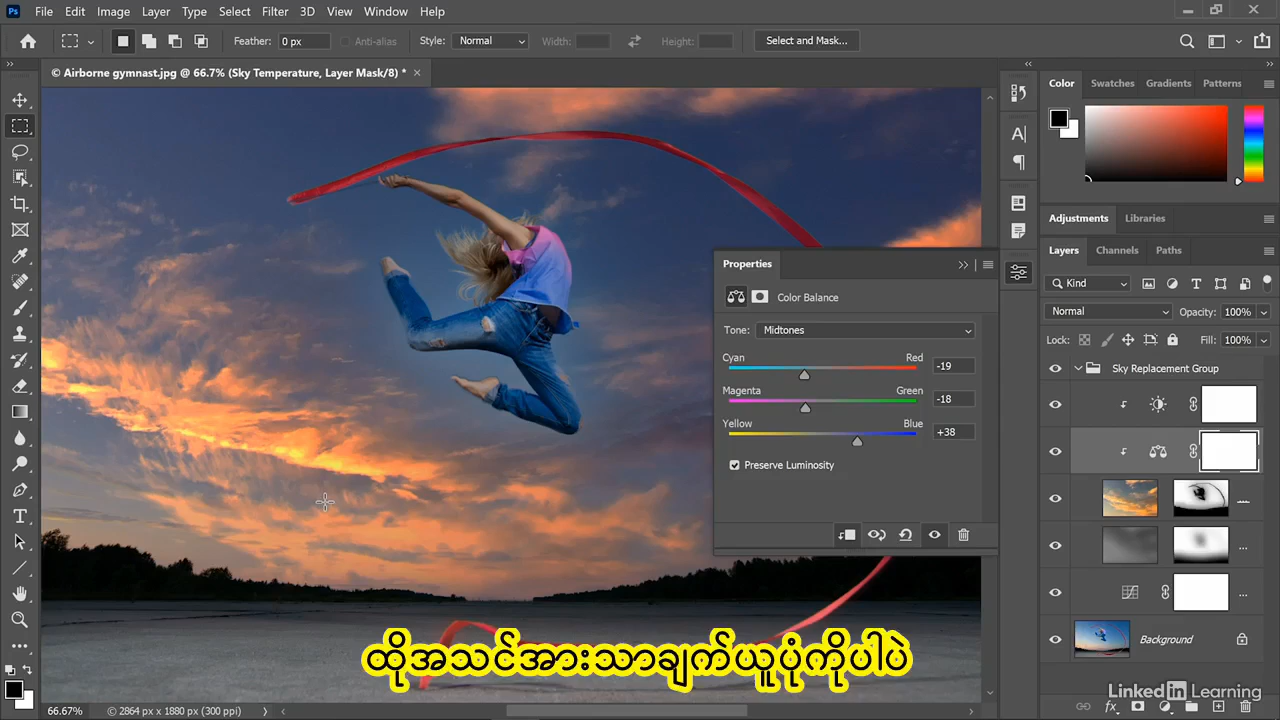 Ps File Edit Image Layer Type Select Filter 3D View Window Help
Feather: 0 px Anti-alias Style: Normal Width: Height: Select and Mask...
© Airborne gymnast.jpg @ 66.7% (Sky Temperature, Layer Mask/8) *
Color Swatches Gradients Patterns
Adjustments Libraries
Layers Channels Paths
Kind
Normal Opacity: 100%
Lock: Fill: 100%
Sky Replacement Group
Background
Properties
Color Balance
Tone: Midtones
Cyan Red -19
Magenta Green -18
Yellow Blue +38
Preserve Luminosity
ထိုအသင်အားသာချက်ယူပုံကိုပါပဲ
66.67% © 2864 px x 1880 px (300 ppi)
Linked in Learning